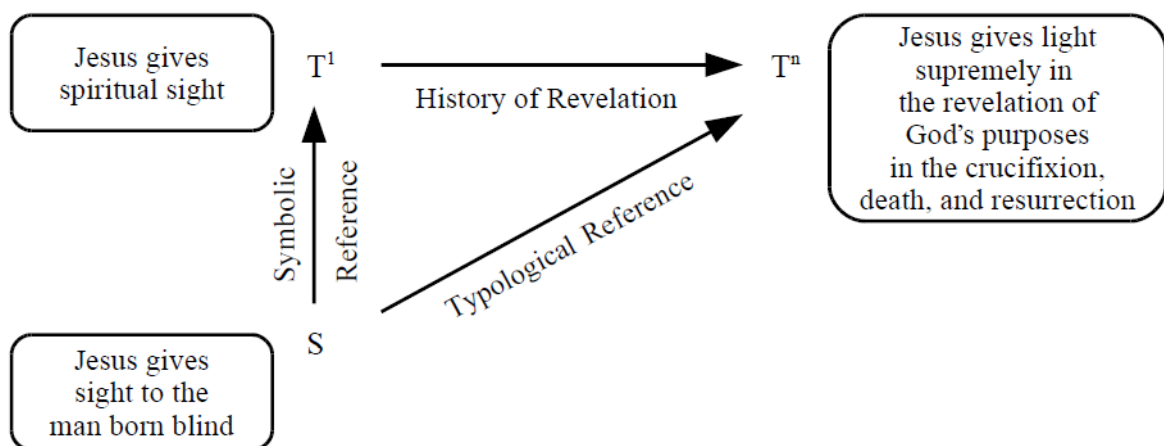 Jesus gives
spiritual sight
T¹
History of Revelation
Tⁿ
Jesus gives light
supremely in
the revelation of
God’s purposes
in the crucifixion,
death, and resurrection
Symbolic
Reference
Typological Reference
S
Jesus gives
sight to the
man born blind